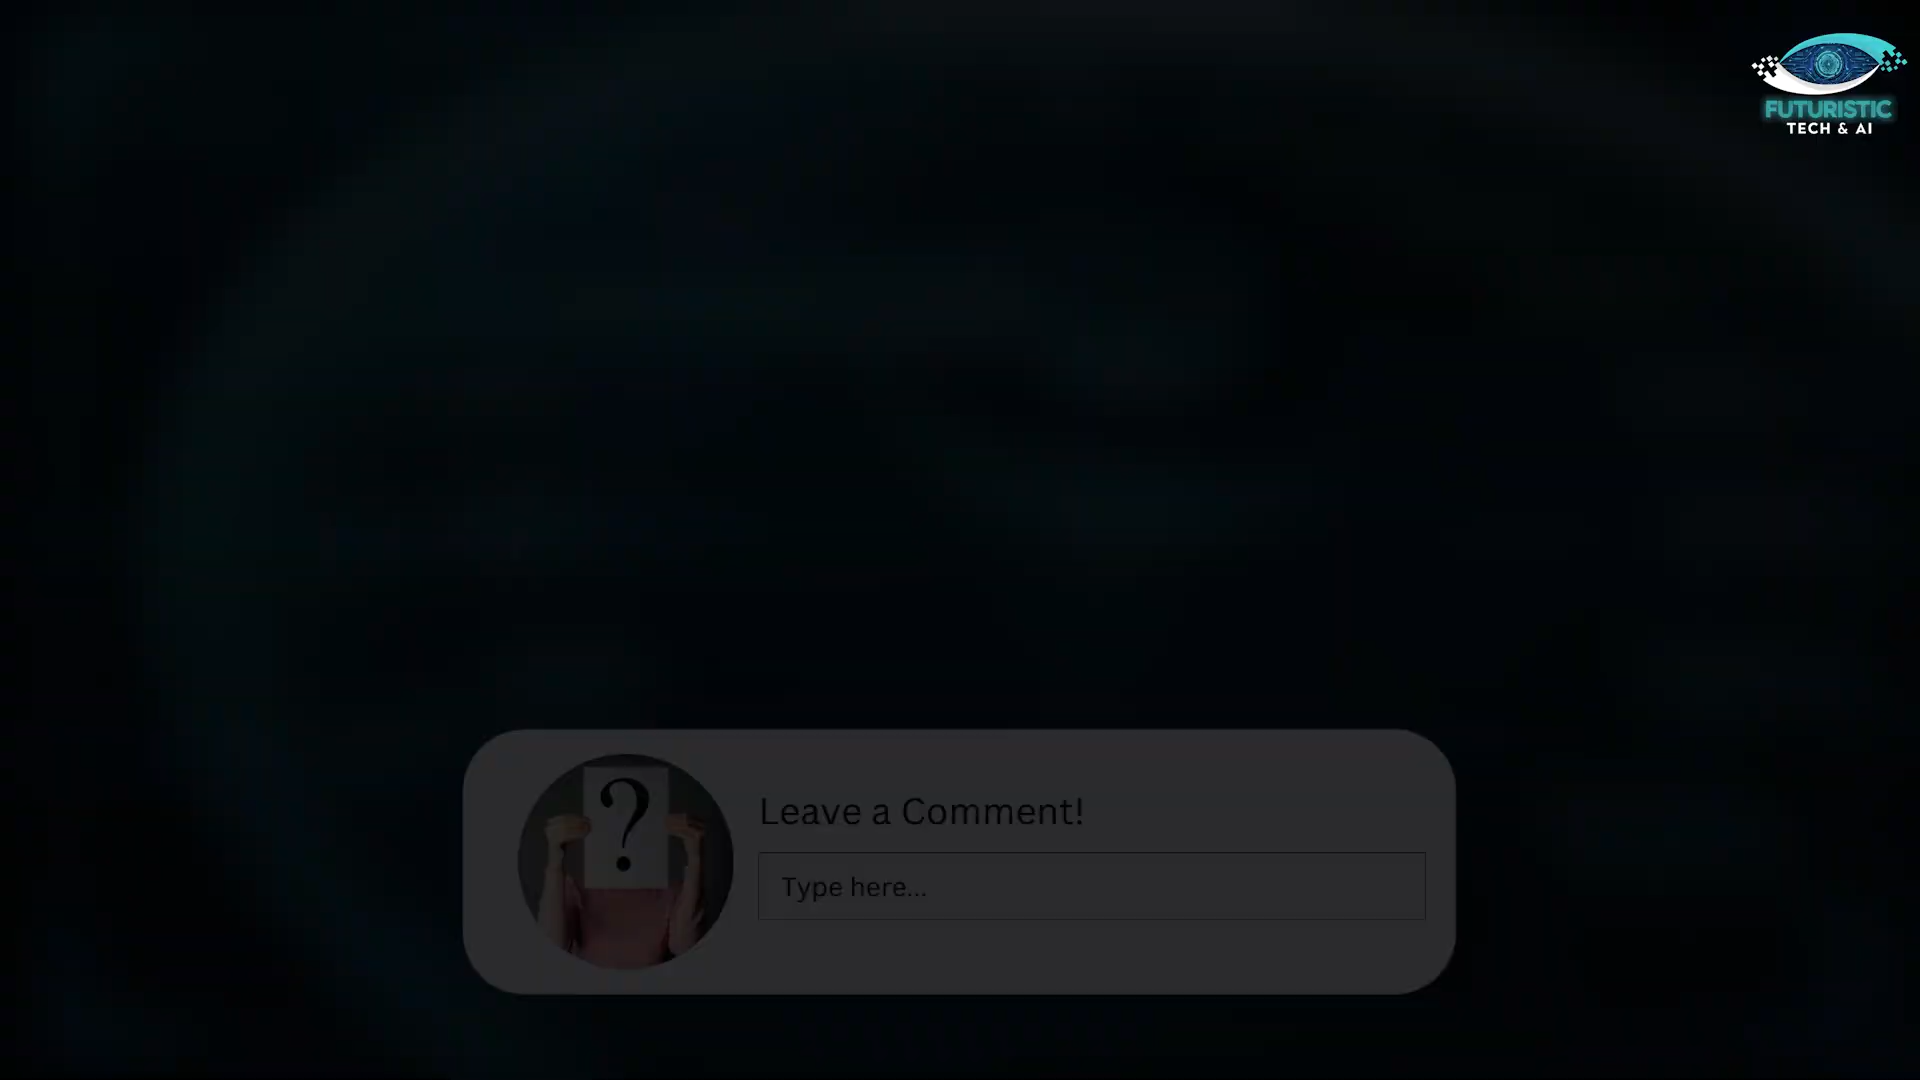 FUTURISTIC
TECH & AI
?
Leave a Comment!
Type here...